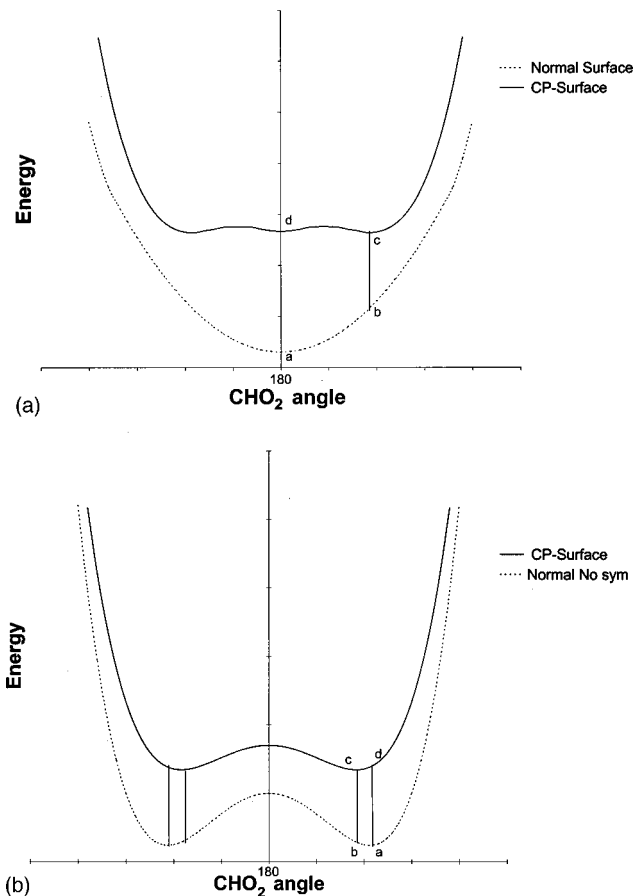 Normal Surface
CP-Surface
Energy
d
c
b
a
180
CHO₂ angle
(a)
CP-Surface
Normal No sym
Energy
c
d
b
a
180
CHO₂ angle
(b)